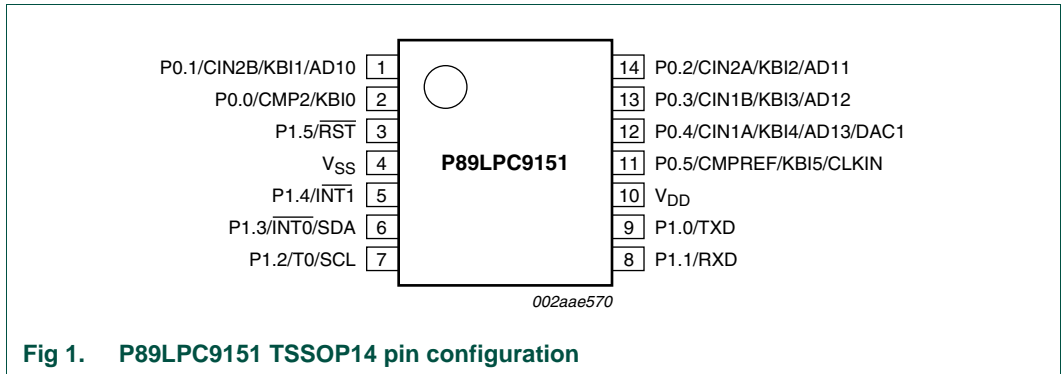 P0.1/CIN2B/KBI1/AD10 1
P0.0/CMP2/KBI0 2
P1.5/R̅S̅T̅ 3
VSS 4
P1.4/I̅N̅T̅1̅ 5
P1.3/I̅N̅T̅0̅/SDA 6
P1.2/T0/SCL 7
P89LPC9151
14 P0.2/CIN2A/KBI2/AD11
13 P0.3/CIN1B/KBI3/AD12
12 P0.4/CIN1A/KBI4/AD13/DAC1
11 P0.5/CMPREF/KBI5/CLKIN
10 VDD
9 P1.0/TXD
8 P1.1/RXD
002aae570
Fig 1. P89LPC9151 TSSOP14 pin configuration